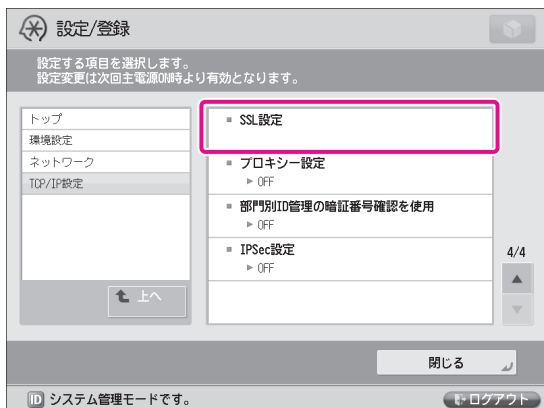 設定/登録
設定する項目を選択します。
設定変更は次回主電源ON時より有効となります。
トップ
環境設定
ネットワーク
TCP/IP設定
上へ
SSL設定
プロキシー設定
OFF
部門別ID管理の暗証番号確認を使用
OFF
IPSec設定
OFF
4/4
閉じる
ID システム管理モードです。
ログアウト